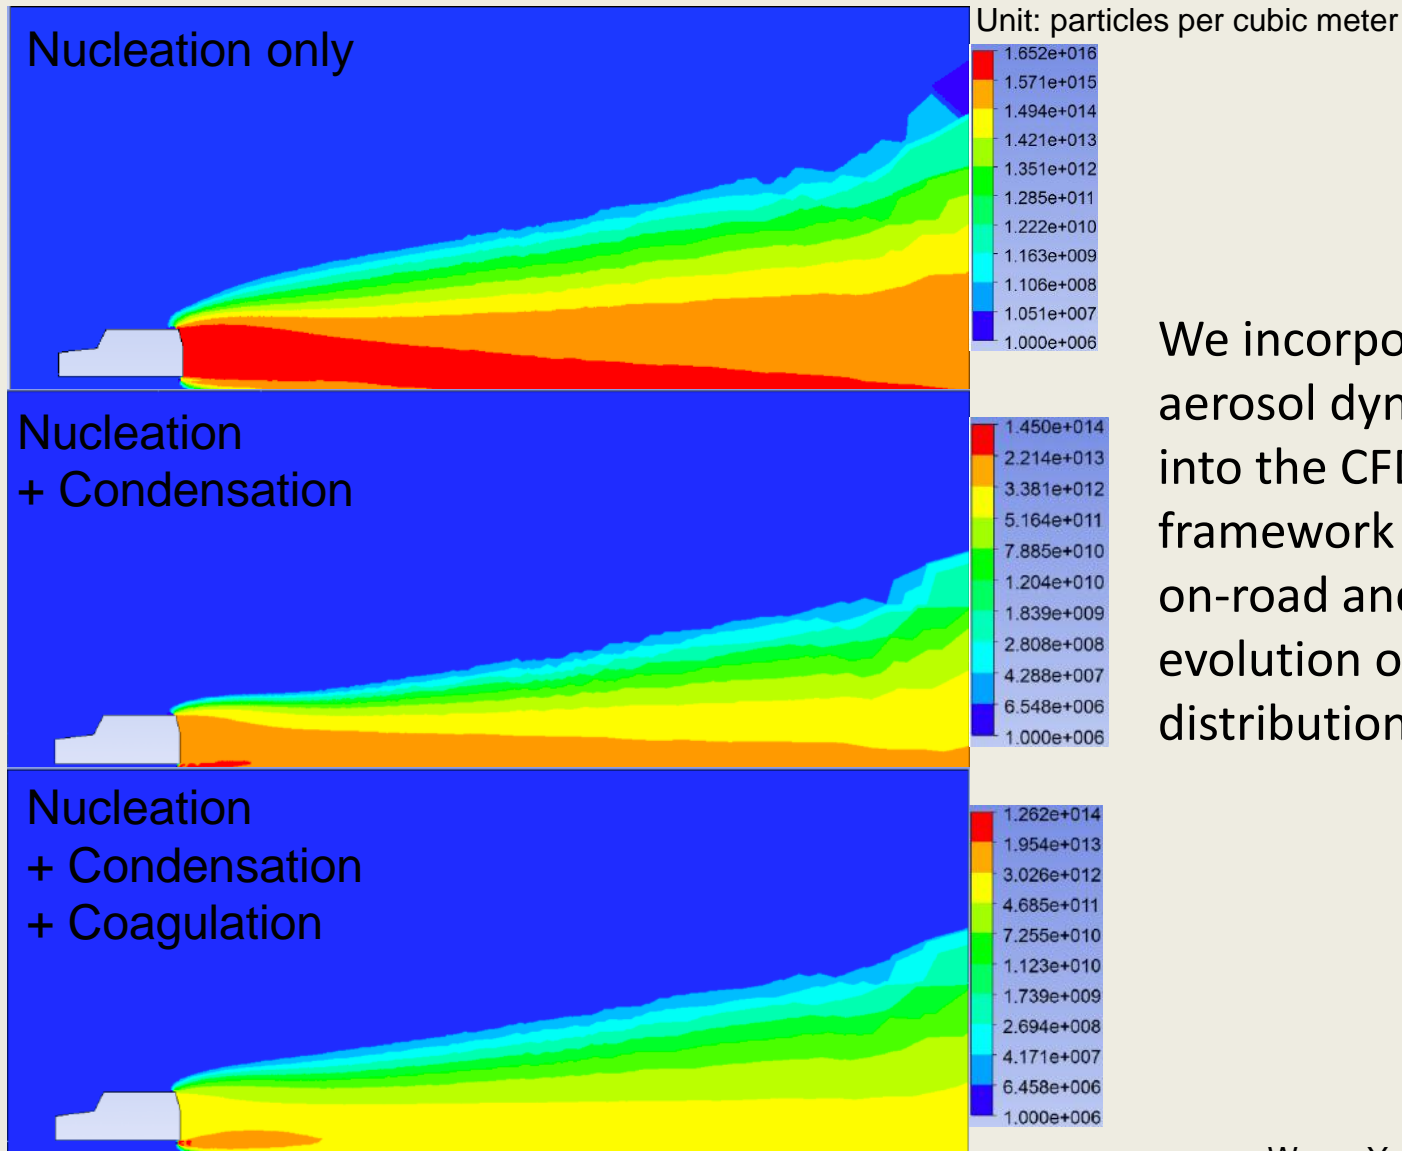 Nucleation only
Unit: particles per cubic meter
1.652e+016
1.571e+015
1.494e+014
1.421e+013
1.351e+012
1.285e+011
1.222e+010
1.163e+009
1.106e+008
1.051e+007
1.000e+006
Nucleation
+ Condensation
1.450e+014
2.214e+013
3.381e+012
5.164e+011
7.885e+010
1.204e+010
1.839e+009
2.808e+008
4.288e+007
6.548e+006
1.000e+006
Nucleation
+ Condensation
+ Coagulation
1.262e+014
1.954e+013
3.026e+012
4.685e+011
7.255e+010
1.123e+010
1.739e+009
2.694e+008
4.171e+007
6.458e+006
1.000e+006
We incorpo
aerosol dyn
into the CF
framework
on-road and
evolution o
distribution